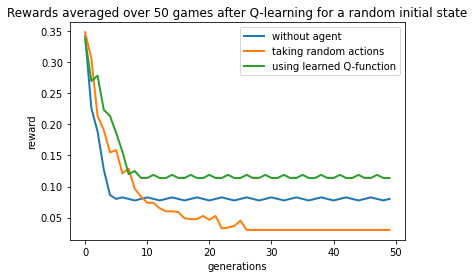 Rewards averaged over 50 games after Q-learning for a random initial state
without agent
taking random actions
using learned Q-function
reward
0.35
0.30
0.25
0.20
0.15
0.10
0.05
0 10 20 30 40 50
generations